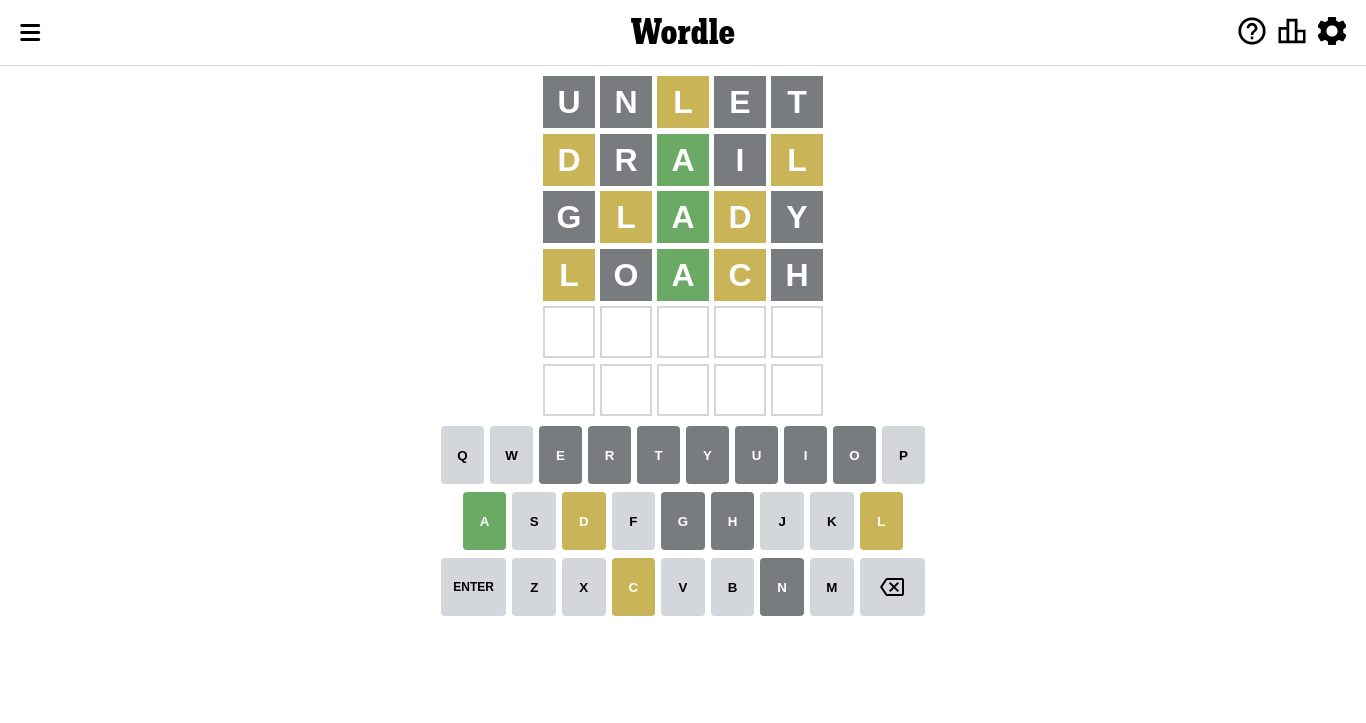 Wordle
U N L E T
D R A I L
G L A D Y
L O A C H
Q W E R T Y U I O P
A S D F G H J K L
ENTER Z X C V B N M